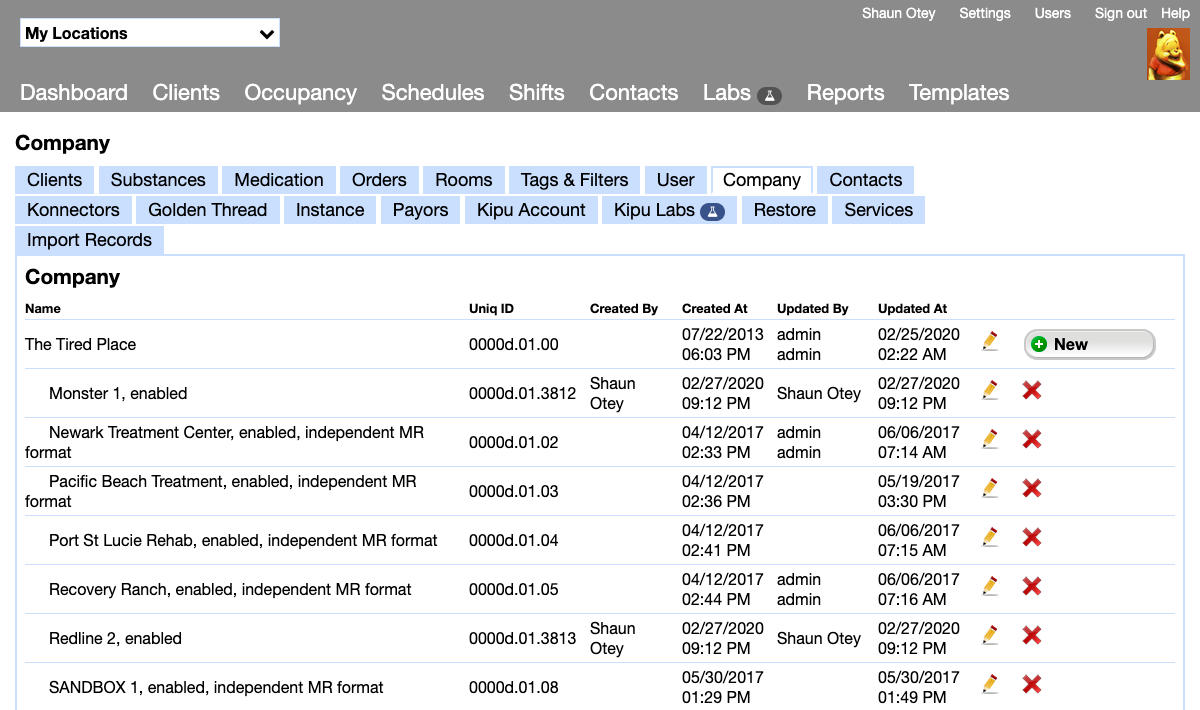 Shaun Otey Settings Users Sign out Help
My Locations
Dashboard Clients Occupancy Schedules Shifts Contacts Labs Reports Templates
Company
Clients Substances Medication Orders Rooms Tags & Filters User Company Contacts
Konnectors Golden Thread Instance Payors Kipu Account Kipu Labs Restore Services
Import Records
Company
Name Uniq ID Created By Created At Updated By Updated At
The Tired Place 0000d.01.00 07/22/2013 06:03 PM admin admin 02/25/2020 02:22 AM New
Monster 1, enabled 0000d.01.3812 Shaun Otey 02/27/2020 09:12 PM Shaun Otey 02/27/2020 09:12 PM
Newark Treatment Center, enabled, independent MR format 0000d.01.02 04/12/2017 02:33 PM admin admin 06/06/2017 07:14 AM
Pacific Beach Treatment, enabled, independent MR format 0000d.01.03 04/12/2017 02:36 PM 05/19/2017 03:30 PM
Port St Lucie Rehab, enabled, independent MR format 0000d.01.04 04/12/2017 02:41 PM 06/06/2017 07:15 AM
Recovery Ranch, enabled, independent MR format 0000d.01.05 04/12/2017 02:44 PM admin admin 06/06/2017 07:16 AM
Redline 2, enabled 0000d.01.3813 Shaun Otey 02/27/2020 09:12 PM Shaun Otey 02/27/2020 09:12 PM
SANDBOX 1, enabled, independent MR format 0000d.01.08 05/30/2017 01:29 PM 05/30/2017 01:49 PM